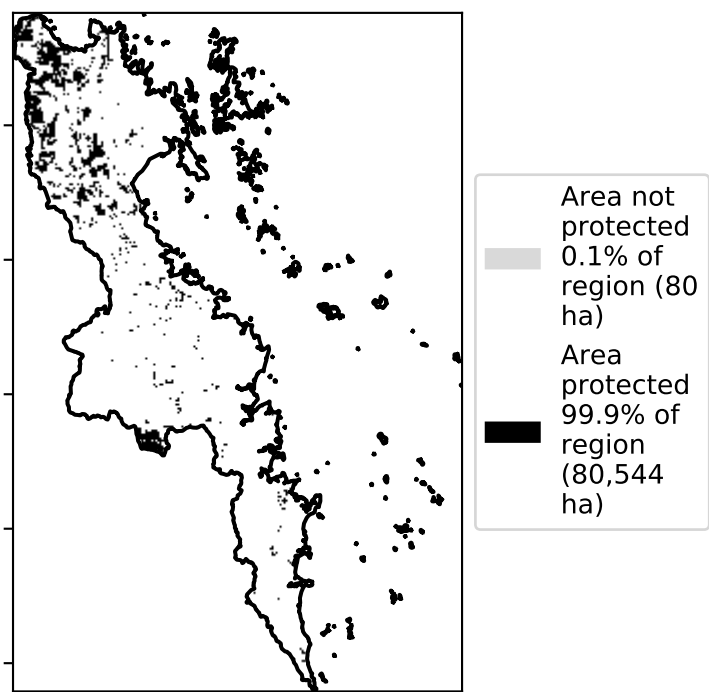 Area not
protected
0.1% of
region (80
ha)
Area
protected
99.9% of
region
(80,544
ha)